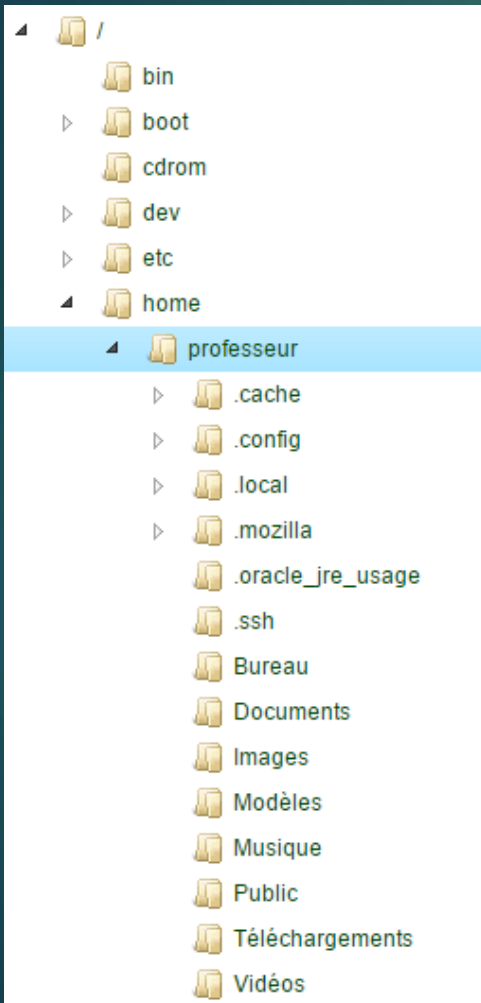 /
bin
boot
cdrom
dev
etc
home
professeur
.cache
.config
.local
.mozilla
.oracle_jre_usage
.ssh
Bureau
Documents
Images
Modèles
Musique
Public
Téléchargements
Vidéos